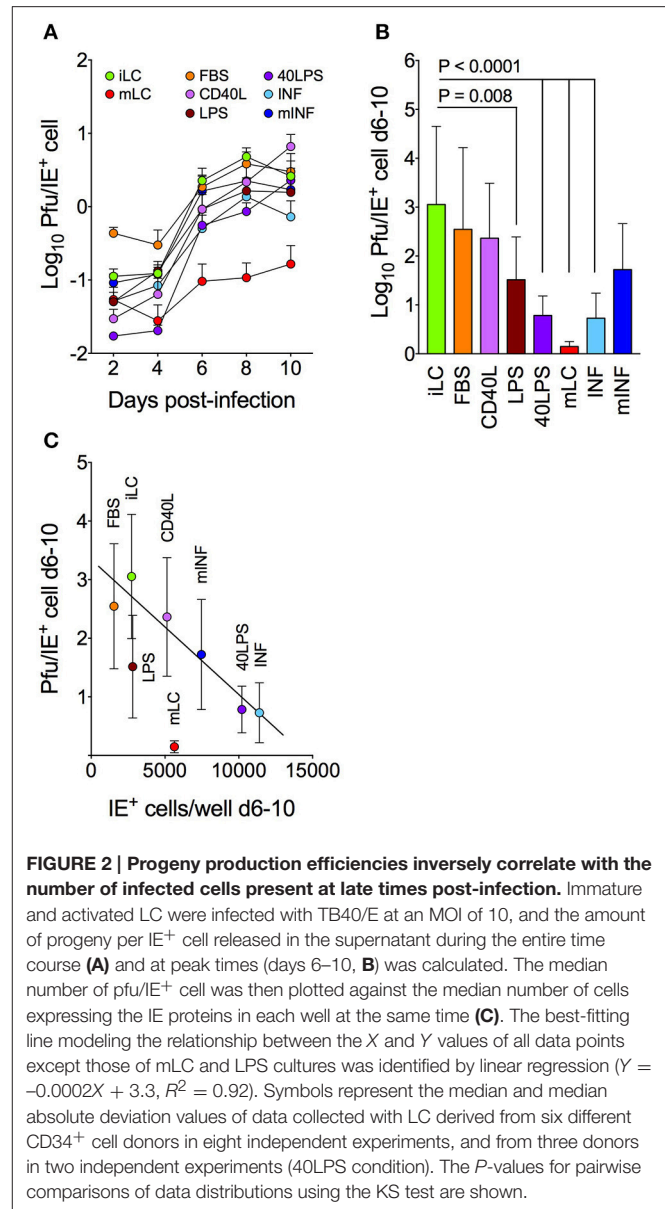 A
iLC FBS 40LPS
mLC CD40L INF
LPS mINF
2
1
0
-1
-2
Log10 Pfu/IE+ cell
2 4 6 8 10
Days post-infection
B
P < 0.0001
P = 0.008
6
5
4
3
2
1
0
Log10 Pfu/IE+ cell d6-10
iLC FBS CD40L LPS 40LPS mLC INF mINF
C
5
4
3
2
1
Pfu/IE+ cell d6-10
FBS iLC LPS CD40L mLC mINF 40LPS INF
0 5000 10000 15000
IE+ cells/well d6-10
FIGURE 2 | Progeny production efficiencies inversely correlate with the
number of infected cells present at late times post-infection. Immature
and activated LC were infected with TB40/E at an MOI of 10, and the amount
of progeny per IE+ cell released in the supernatant during the entire time
course (A) and at peak times (days 6–10, B) was calculated. The median
number of pfu/IE+ cell was then plotted against the median number of cells
expressing the IE proteins in each well at the same time (C). The best-fitting
line modeling the relationship between the X and Y values of all data points
except those of mLC and LPS cultures was identified by linear regression (Y =
–0.0002X + 3.3, R2 = 0.92). Symbols represent the median and median
absolute deviation values of data collected with LC derived from six different
CD34+ cell donors in eight independent experiments, and from three donors
in two independent experiments (40LPS condition). The P-values for pairwise
comparisons of data distributions using the KS test are shown.